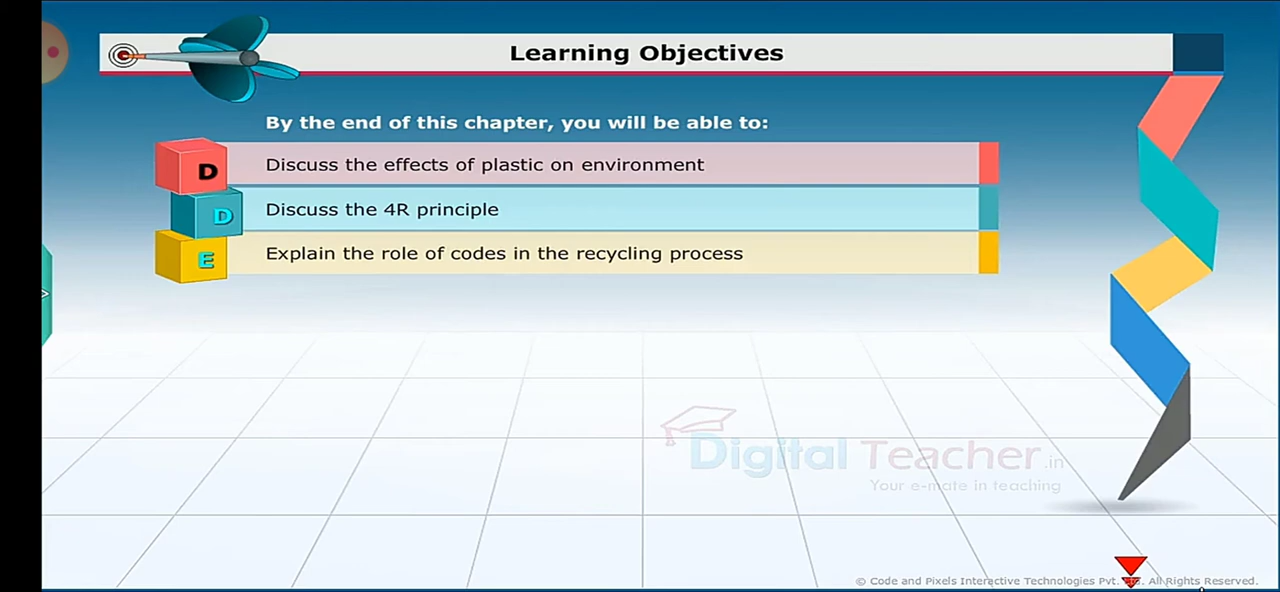 Learning Objectives
By the end of this chapter, you will be able to:
D Discuss the effects of plastic on environment
D Discuss the 4R principle
E Explain the role of codes in the recycling process
Digital Teacher.in
Your e-mate in teaching
© Code and Pixels Interactive Technologies Pvt. Ltd. All Rights Reserved.